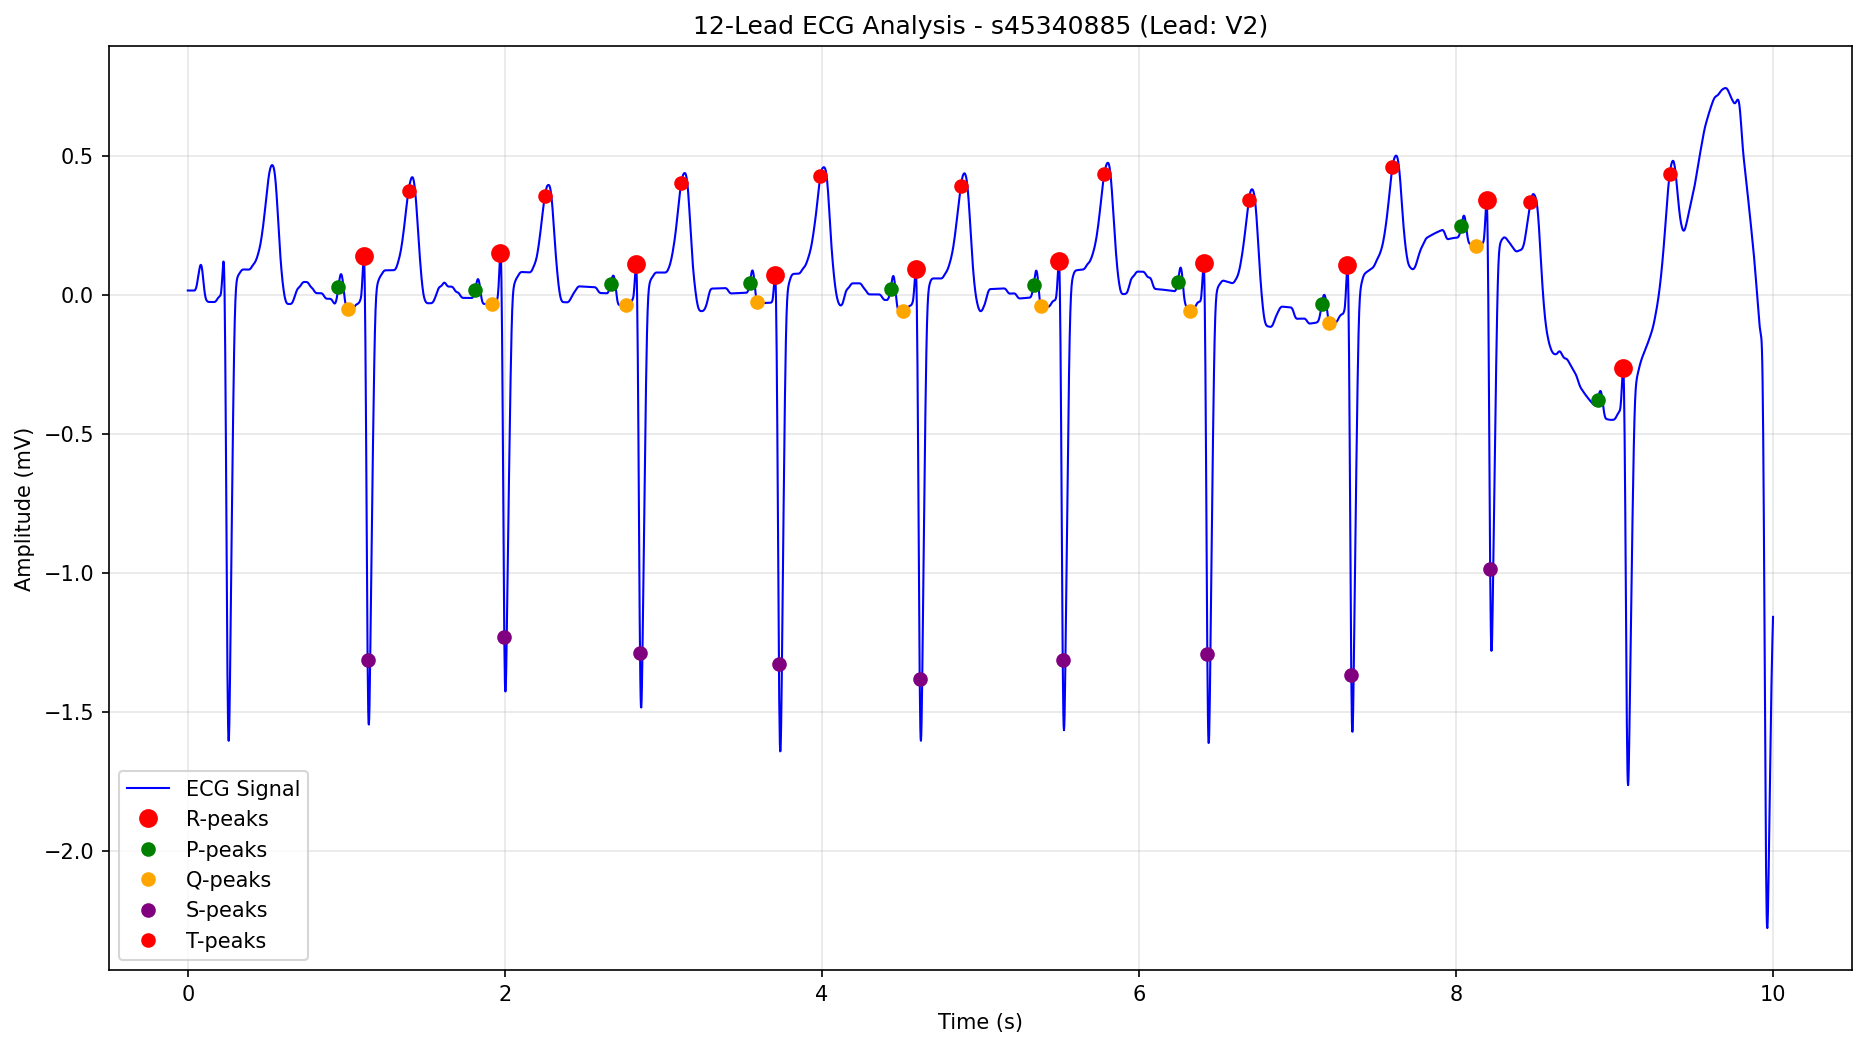 12-Lead ECG Analysis - s45340885 (Lead: V2)
Amplitude (mV)
0.5
0.0
−0.5
−1.0
−1.5
−2.0
ECG Signal
R-peaks
P-peaks
Q-peaks
S-peaks
T-peaks
0 2 4 6 8 10
Time (s)